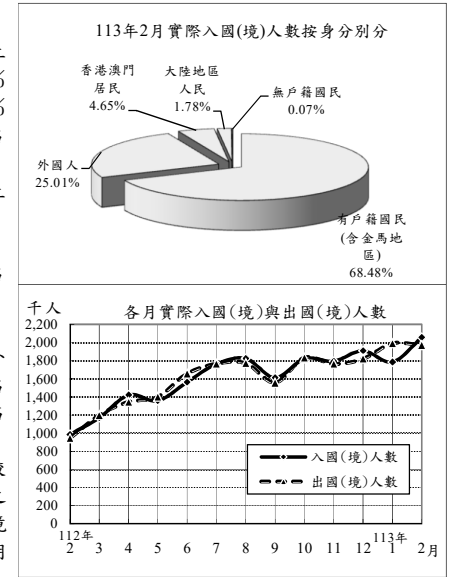 113年2月實際入國(境)人數按身分別分
香港澳門
居民
4.65%
大陸地區
人民
1.78%
無戶籍國民
0.07%
外國人
25.01%
有戶籍國民
(含金馬地
區)
68.48%
千人
各月實際入國(境)與出國(境)人數
2,200
2,000
1,800
1,600
1,400
1,200
1,000
800
600
400
200
0
入國(境)人數
出國(境)人數
112年
113年
2 3 4 5 6 7 8 9 10 11 12 1 2月
%
%